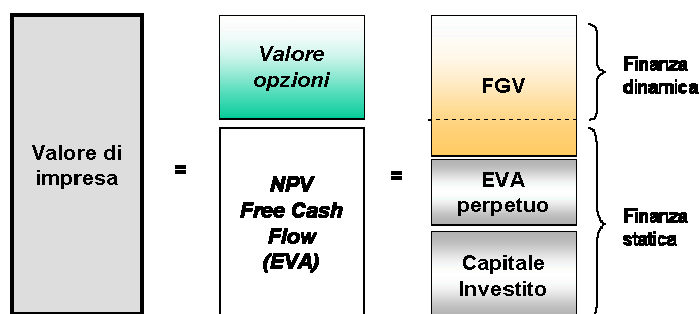 Valore di
impresa
=
Valore
opzioni
NPV
Free Cash
Flow
(EVA)
=
FGV
EVA
perpetuo
Capitale
Investito
Finanza
dinamica
Finanza
statica